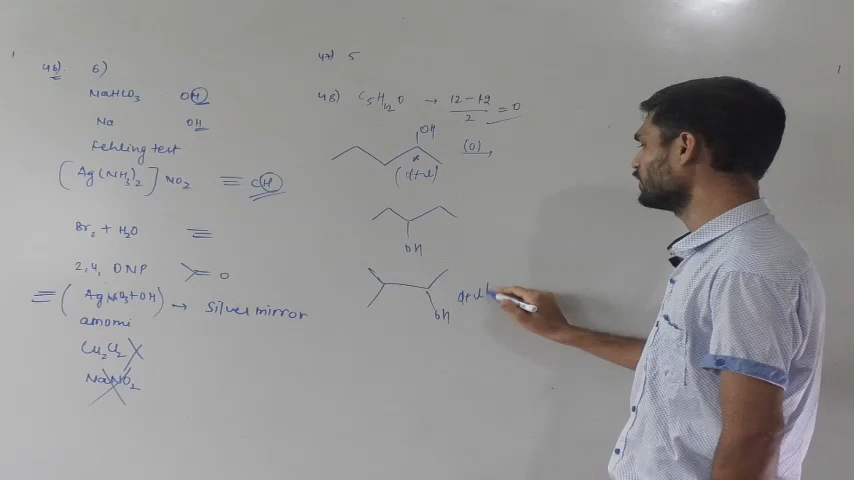 46) 6)
NaHCO3 OH
Na OH
Fehling test
(Ag(NH3)2]NO2 ≡ CH
Br2 + H2O =
2,4, DNP = O
≡ (AgNO3+OH) → Silver mirror
amoni
Cu2Cl2
NaNO2
47) 5
48) C5H12O → 12-12/2 = 0
OH
* (O) →
(d+l)
OH
OH d+l